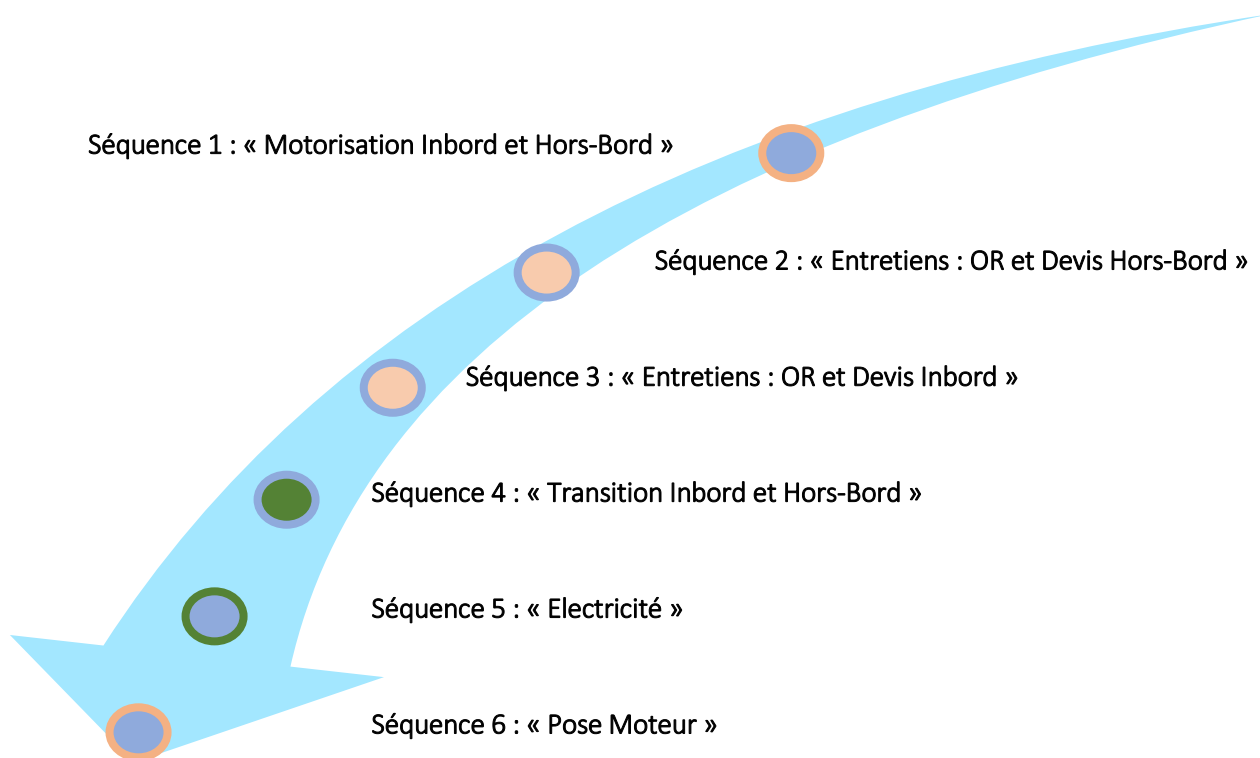 Séquence 1 : « Motorisation Inbord et Hors-Bord »
Séquence 2 : « Entretiens : OR et Devis Hors-Bord »
Séquence 3 : « Entretiens : OR et Devis Inbord »
Séquence 4 : « Transition Inbord et Hors-Bord »
Séquence 5 : « Electricité »
Séquence 6 : « Pose Moteur »